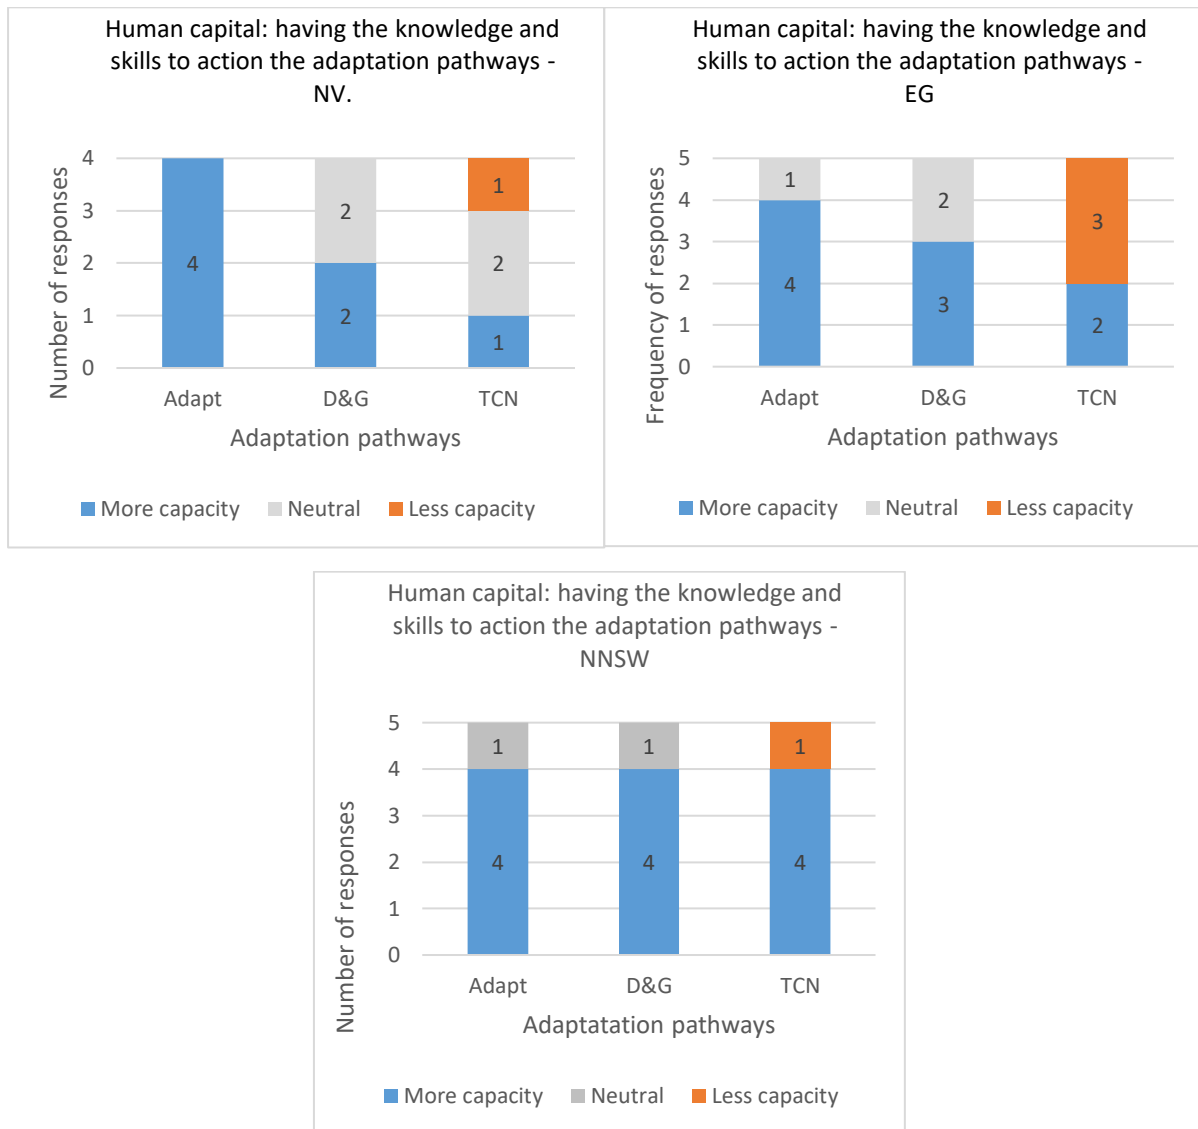 Human capital: having the knowledge and
skills to action the adaptation pathways -
NV.
Number of responses
4
3
2
1
0
4
2
2
1
2
1
Adapt
D&G
TCN
Adaptation pathways
More capacity
Neutral
Less capacity
Human capital: having the knowledge and
skills to action the adaptation pathways -
EG
Frequency of responses
5
4
3
2
1
0
1
4
2
3
3
2
Adapt
D&G
TCN
Adaptation pathways
More capacity
Neutral
Less capacity
Human capital: having the knowledge and
skills to action the adaptation pathways -
NNSW
Number of responses
5
4
3
2
1
0
1
4
1
4
1
4
Adapt
D&G
TCN
Adaptatation pathways
More capacity
Neutral
Less capacity